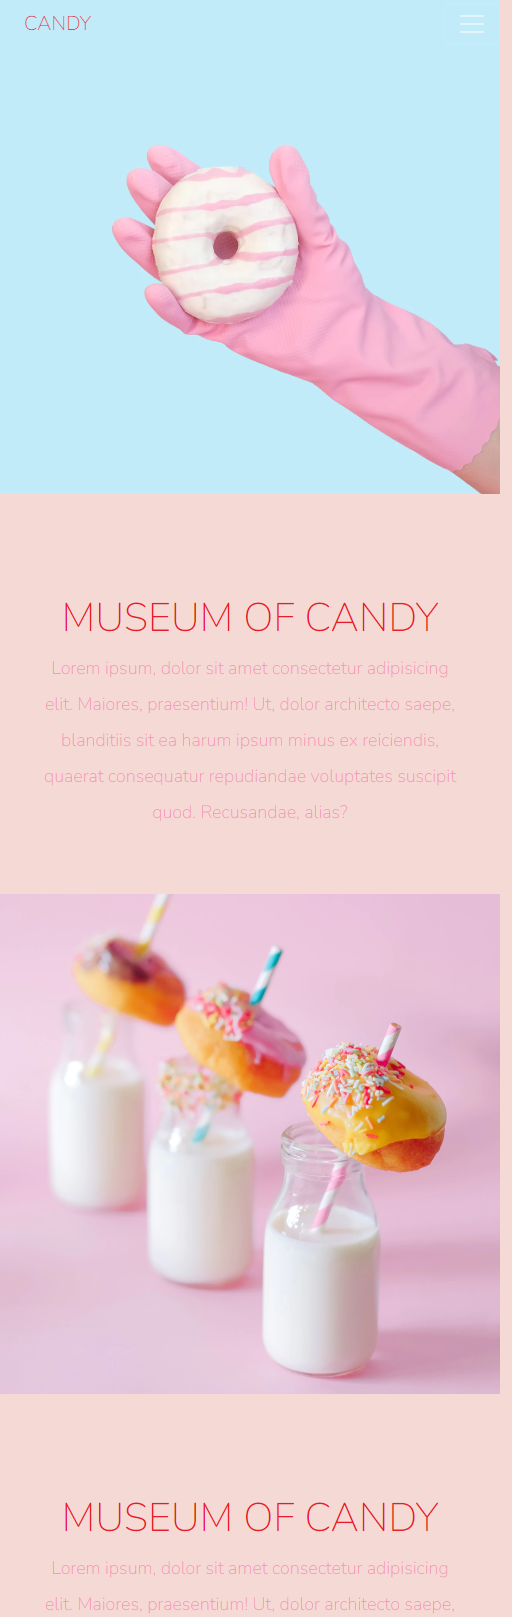 CANDY
MUSEUM OF CANDY
Lorem ipsum, dolor sit amet consectetur adipisicing
elit. Maiores, praesentium! Ut, dolor architecto saepe,
blanditiis sit ea harum ipsum minus ex reiciendis,
quaerat consequatur repudiandae voluptates suscipit
quod. Recusandae, alias?
MUSEUM OF CANDY
Lorem ipsum, dolor sit amet consectetur adipisicing
elit. Maiores, praesentium! Ut, dolor architecto saepe,